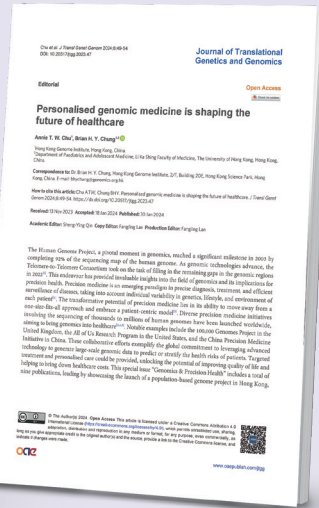 Chu et al. J Transl Genet Genom 2024;8:49-54
DOI: 10.20517/jtgg.2023.
Journal of Translational
Genetics and Genomics
Editorial
Open Access
Personalised genomic medicine is shaping the
future of healthcare
Annie T. W. Chu¹, Brian H. Y. Chung¹,²
¹Hong Kong Genome Institute, Hong Kong, China.
²Department of Paediatrics and Adolescent Medicine, Li Ka Shing Faculty of Medicine, The University of Hong Kong, Hong Kong,
China.
Correspondence to: Dr. Brian H. Y. Chung, Hong Kong Genome Institute, 2/F, Building 20E, Hong Kong Science Park, Hong
Kong, China. E-mail:
How to cite this article: Chu ATW, Chung BHY. Personalised genomic medicine is shaping the future of healthcare. J Transl Genet
Genom 2024;8:49-54.
Received: 13 Nov 2023 Accepted: 18 Jan 2024 Published: 30 Jan 2024
Academic Editor: Sheng-Ying Qin Copy Editor: Fangling Lan Production Editor: Fangling Lan
The Human Genome Project, a pivotal moment in genomics, reached a significant milestone in 2003 by
completing 92% of the sequencing map of the human genome. As genomic technologies advance, the
Telomere-to-Telomere Consortium took on the task of filling in the remaining gaps in the genomic regions
in 2022. This endeavour has provided invaluable insights into the field of genomics and its implications for
precision health. Precision medicine is an emerging paradigm in precise diagnosis, treatment, and efficient
surveillance of diseases, taking into account individual variability in genetics, lifestyle, and environment of
each patient. The transformative potential of precision medicine lies in its ability to move away from a
one-size-fits-all approach and embrace a patient-centric model. Diverse precision medicine initiatives
involving the sequencing of thousands to millions of human genomes have been launched worldwide,
aiming to bring genomics into healthcare. Notable examples include the 100,000 Genomes Project in the
United Kingdom, the All of Us Research Program in the United States, and the China Precision Medicine
Initiative in China. These collaborative efforts exemplify the global commitment to leveraging advanced
technology to generate large-scale genomic data to predict or stratify the health risks of patients. Targeted
treatment and personalised care could be provided, unlocking the potential of improving quality of life and
helping to bring down healthcare costs. This special issue "Genomics & Precision Health" includes a total of
nine publications, leading by showcasing the launch of a population-based genome project in Hong Kong,
© The Author(s) 2024. Open Access This article is licensed under a Creative Commons Attribution 4.0
International License (https://creativecommons.org/licenses/by/4.0/), which permits unrestricted use, sharing,
adaptation, distribution and reproduction in any medium or format, for any purpose, even commercially, as
long as you give appropriate credit to the original author(s) and the source, provide a link to the Creative Commons license, and
indicate if changes were made.
OAE
www.oaepublish.com/jtgg